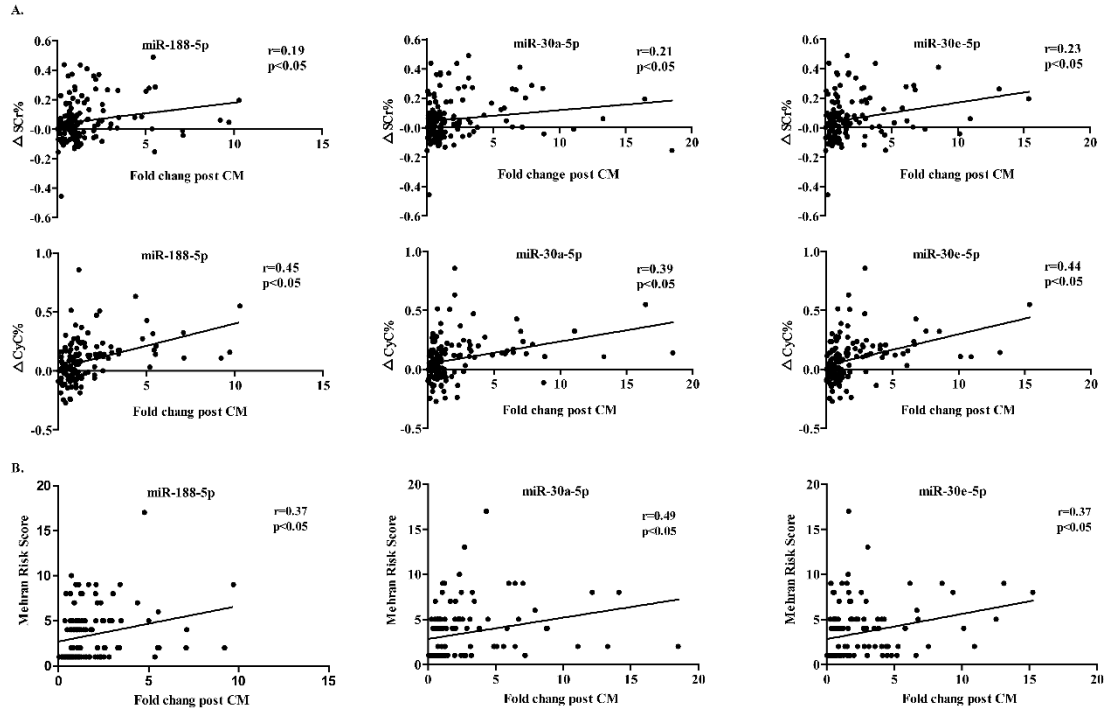 A.
miR-188-5p
r=0.19
p<0.05
0.6
0.4
0.2
-0.0
-0.2
-0.4
-0.6
0
5
10
15
△SCr%
Fold chang post CM
miR-30a-5p
r=0.21
p<0.05
0.6
0.4
0.2
-0.0
-0.2
-0.4
-0.6
0
5
10
15
20
△SCr%
Fold change post CM
miR-30e-5p
r=0.23
p<0.05
0.6
0.4
0.2
-0.0
-0.2
-0.4
-0.6
0
5
10
15
20
△SCr%
Fold chang post CM
miR-188-5p
r=0.45
p<0.05
1.0
0.5
0.0
-0.5
0
5
10
15
△CyC%
Fold chang post CM
miR-30a-5p
r=0.39
p<0.05
1.0
0.5
0.0
-0.5
0
5
10
15
20
△CyC%
Fold chang post CM
miR-30e-5p
r=0.44
p<0.05
1.0
0.5
0.0
-0.5
0
5
10
15
20
△CyC%
Fold chang post CM
B.
miR-188-5p
r=0.37
p<0.05
20
15
10
5
0
0
5
10
15
Mehran Risk Score
Fold chang post CM
miR-30a-5p
r=0.49
p<0.05
20
15
10
5
0
0
5
10
15
20
Mehran Risk Score
Fold chang post CM
miR-30e-5p
r=0.37
p<0.05
20
15
10
5
0
0
5
10
15
20
Mehran Risk Score
Fold chang post CM